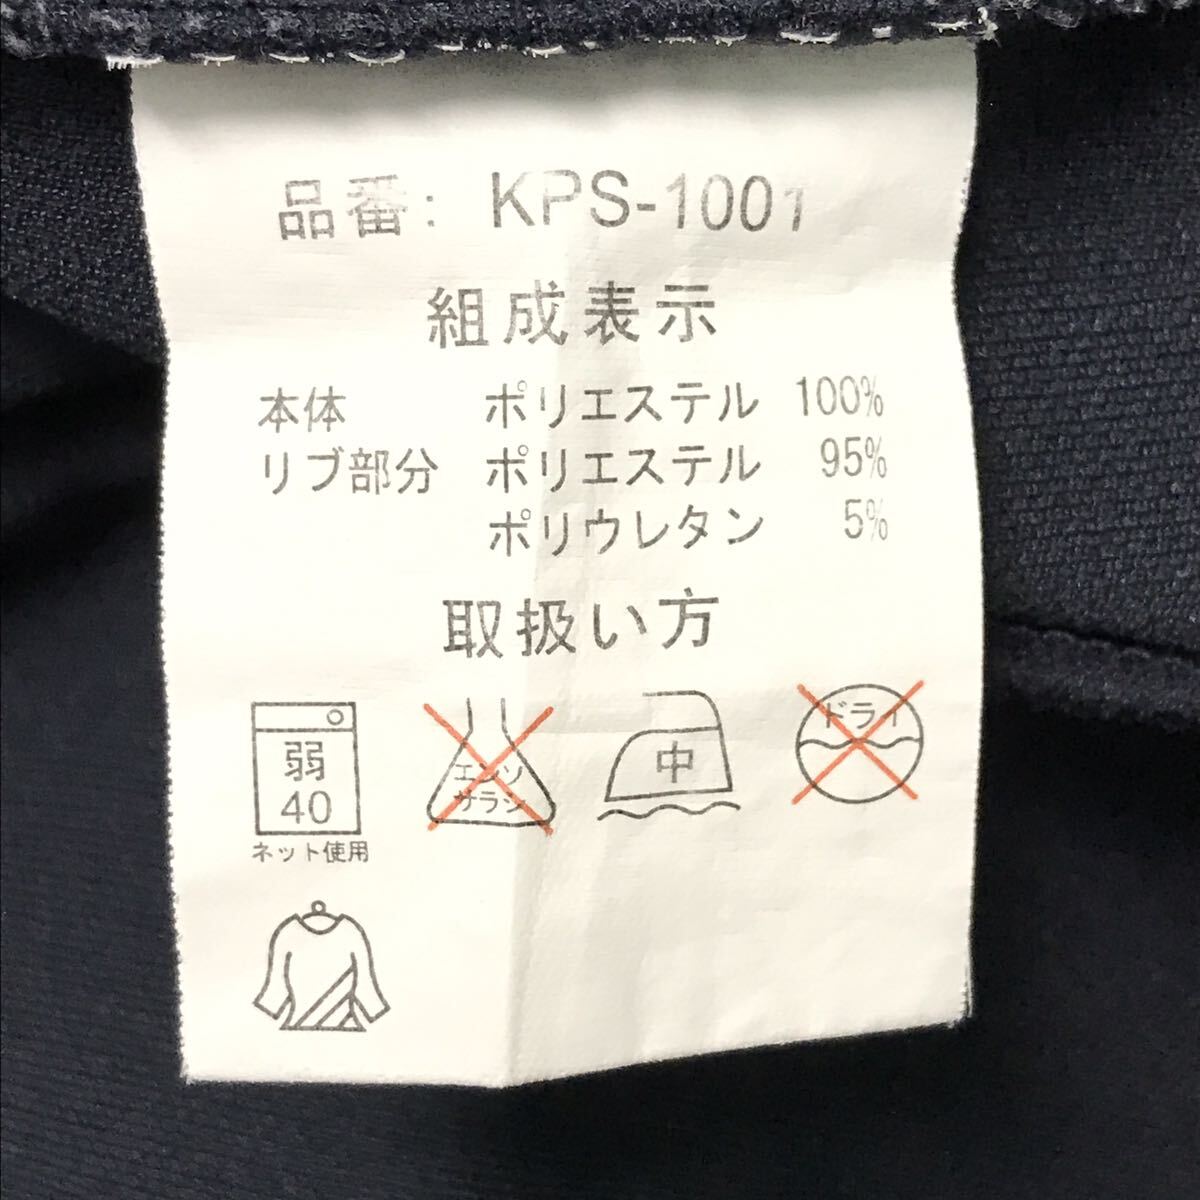 品番: KPS-1001
組成表示
本体 ポリエステル 100%
リブ部分 ポリエステル 95%
ポリウレタン 5%
取扱い方
弱
40
ネット使用
エンソ
サラシ
中
ドライ